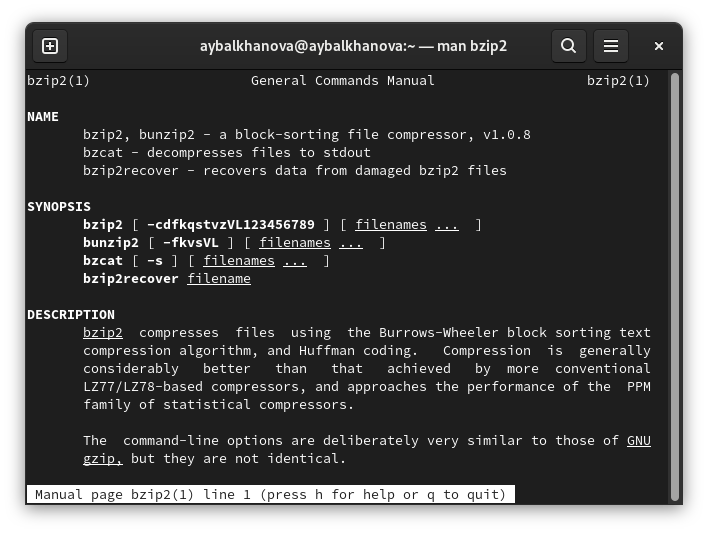 aybalkhanova@aybalkhanova:~ — man bzip2
bzip2(1) General Commands Manual bzip2(1)
NAME
bzip2, bunzip2 - a block-sorting file compressor, v1.0.8
bzcat - decompresses files to stdout
bzip2recover - recovers data from damaged bzip2 files
SYNOPSIS
bzip2 [ -cdfkqstvzVL123456789 ] [ filenames ... ]
bunzip2 [ -fkvsVL ] [ filenames ... ]
bzcat [ -s ] [ filenames ... ]
bzip2recover filename
DESCRIPTION
bzip2 compresses files using the Burrows-Wheeler block sorting text
compression algorithm, and Huffman coding. Compression is generally
considerably better than that achieved by more conventional
LZ77/LZ78-based compressors, and approaches the performance of the PPM
family of statistical compressors.
The command-line options are deliberately very similar to those of GNU
gzip, but they are not identical.
Manual page bzip2(1) line 1 (press h for help or q to quit)